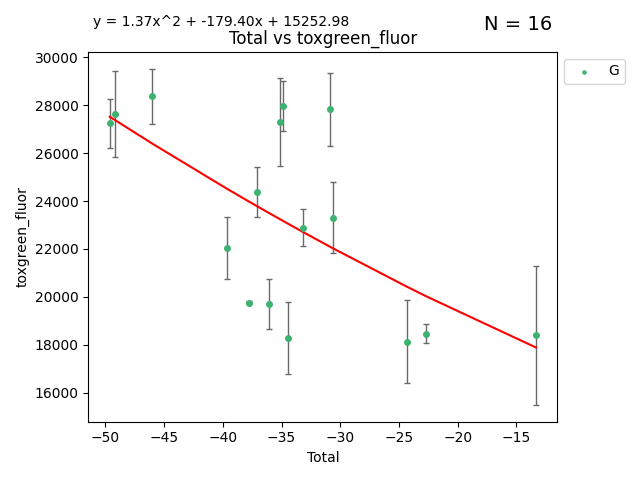 y = 1.37x^2 + -179.40x + 15252.98
N = 16
Total vs toxgreen_fluor
G
30000
28000
26000
24000
22000
20000
18000
16000
toxgreen_fluor
−50
−45
−40
−35
−30
−25
−20
−15
Total